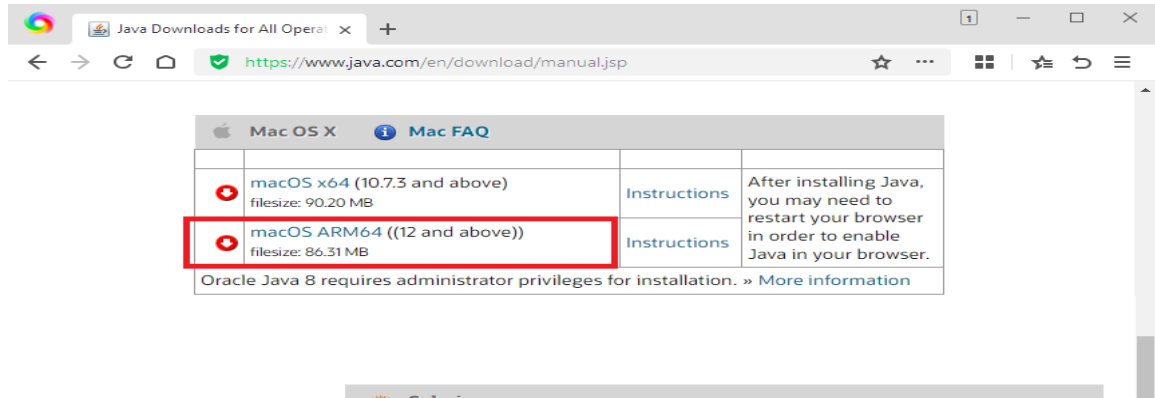 Java Downloads for All Operat
1
https://www.java.com/en/download/manual.jsp
Mac OS X Mac FAQ
macOS x64 (10.7.3 and above)
filesize: 90.20 MB
Instructions
After installing Java,
you may need to
restart your browser
in order to enable
Java in your browser.
macOS ARM64 ((12 and above))
filesize: 86.31 MB
Instructions
Oracle Java 8 requires administrator privileges for installation. » More information